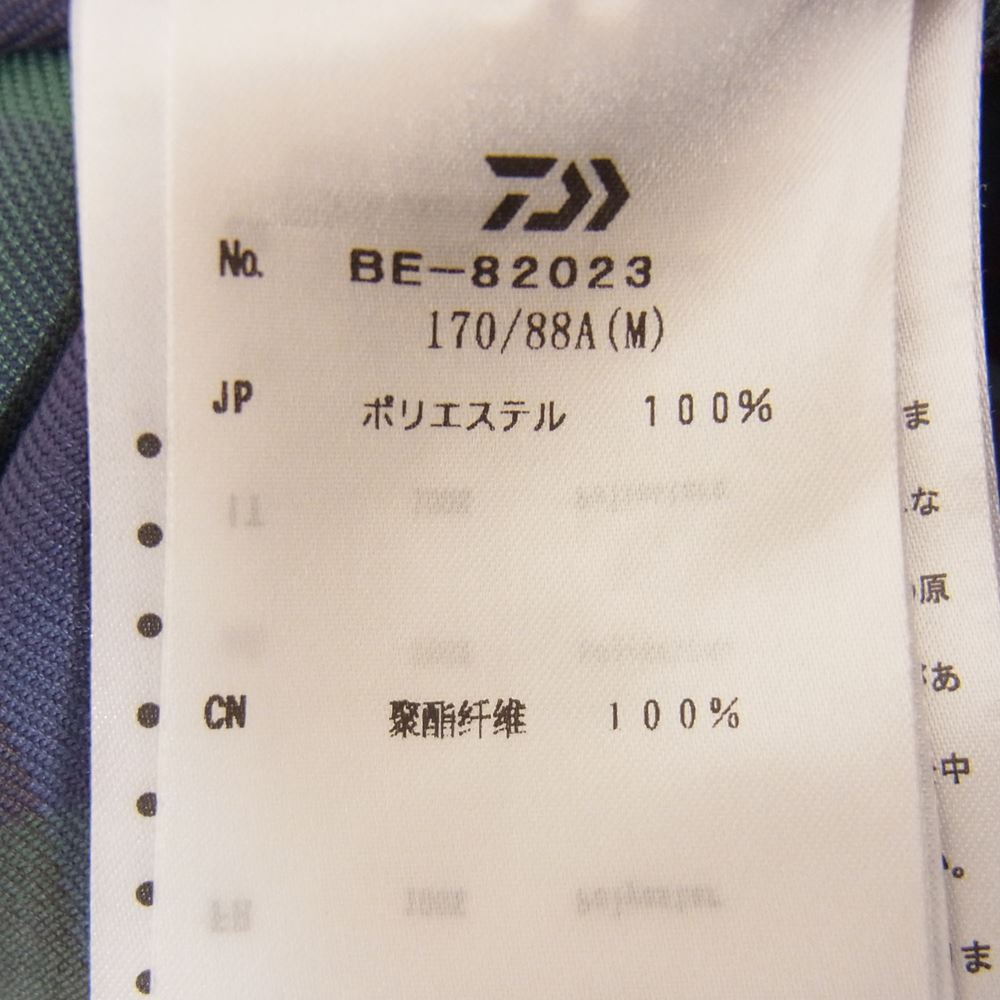 No. BE-82023
170/88A(M)
JP ポリエステル 100%
CN 聚酯纤维 100%
ま
な
原
あ
中
。
ま